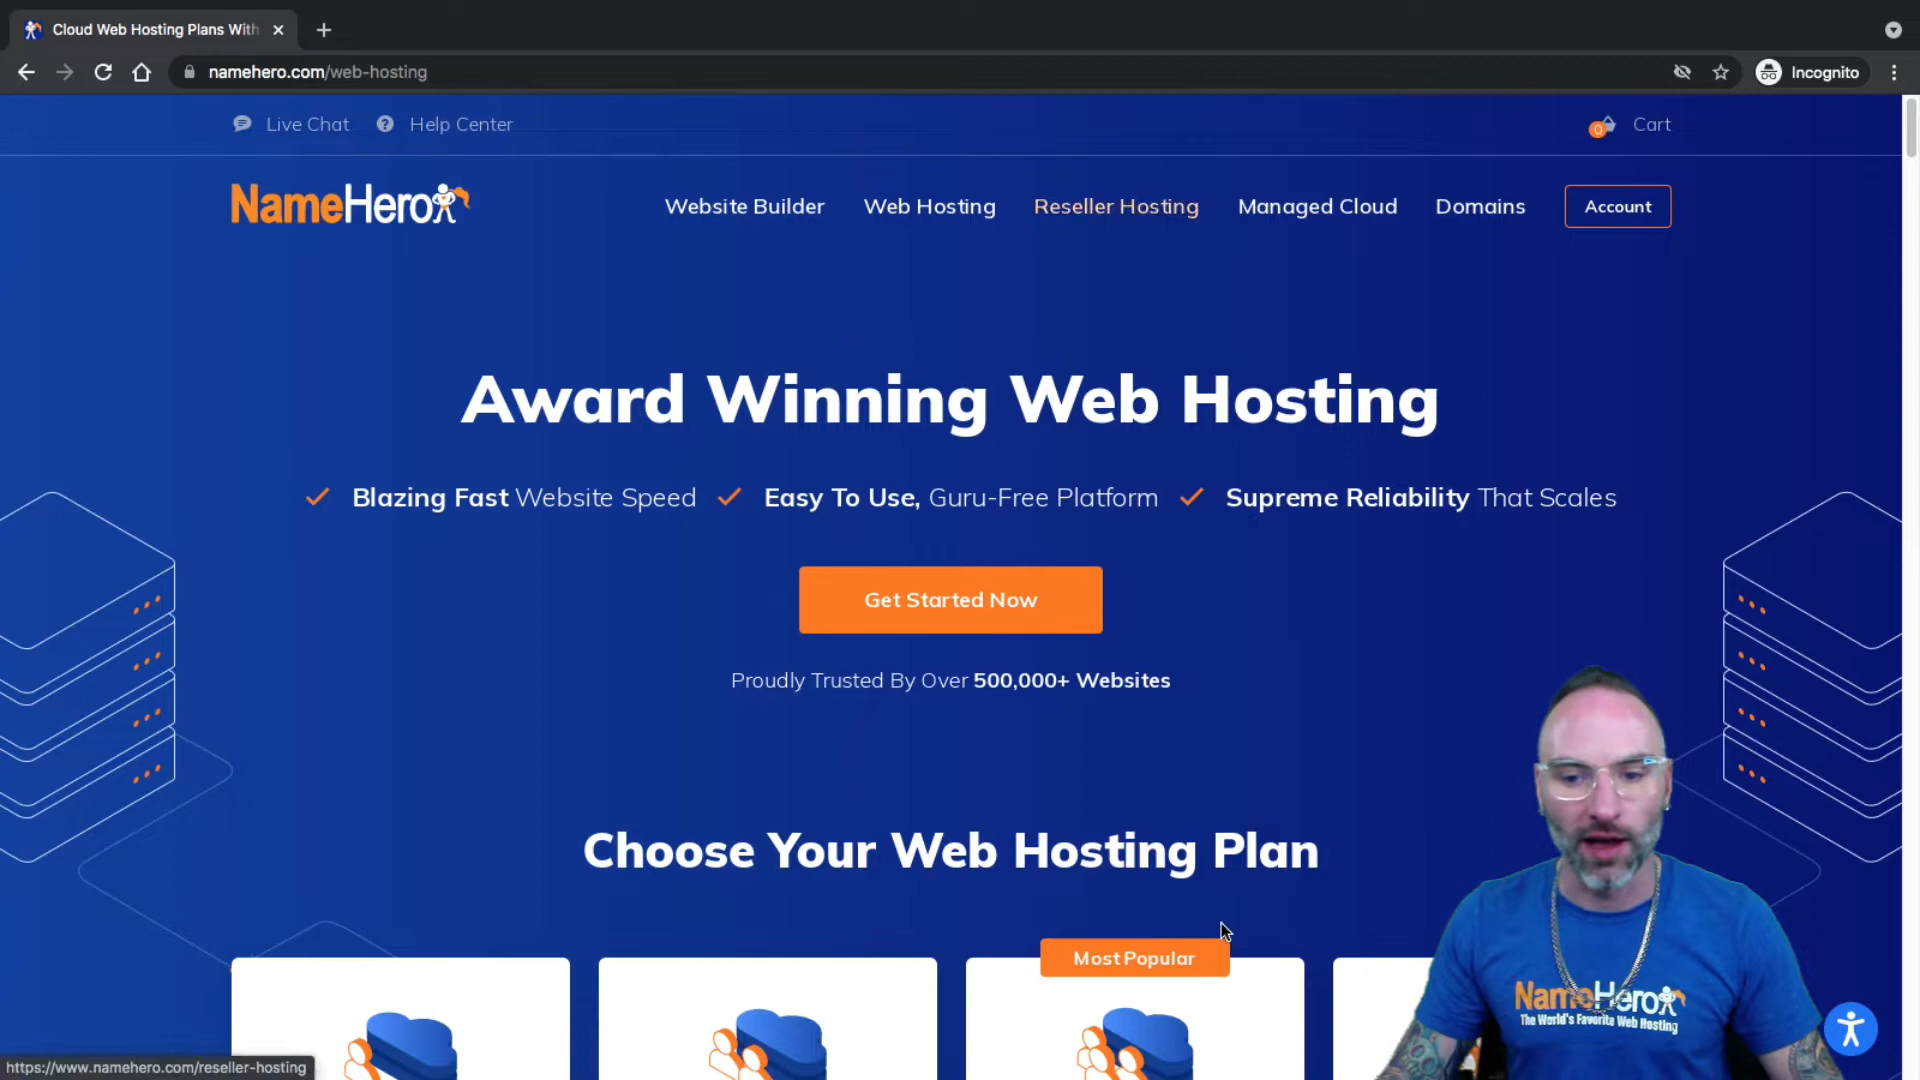 Cloud Web Hosting Plans With
namehero.com/web-hosting
Incognito
Live Chat
Help Center
0
Cart
NameHero
Website Builder
Web Hosting
Reseller Hosting
Managed Cloud
Domains
Account
Award Winning Web Hosting
Blazing Fast Website Speed
Easy To Use, Guru-Free Platform
Supreme Reliability That Scales
Get Started Now
Proudly Trusted By Over 500,000+ Websites
Choose Your Web Hosting Plan
Most Popular
NameHero
The World's Favorite Web Hosting
https://www.namehero.com/reseller-hosting